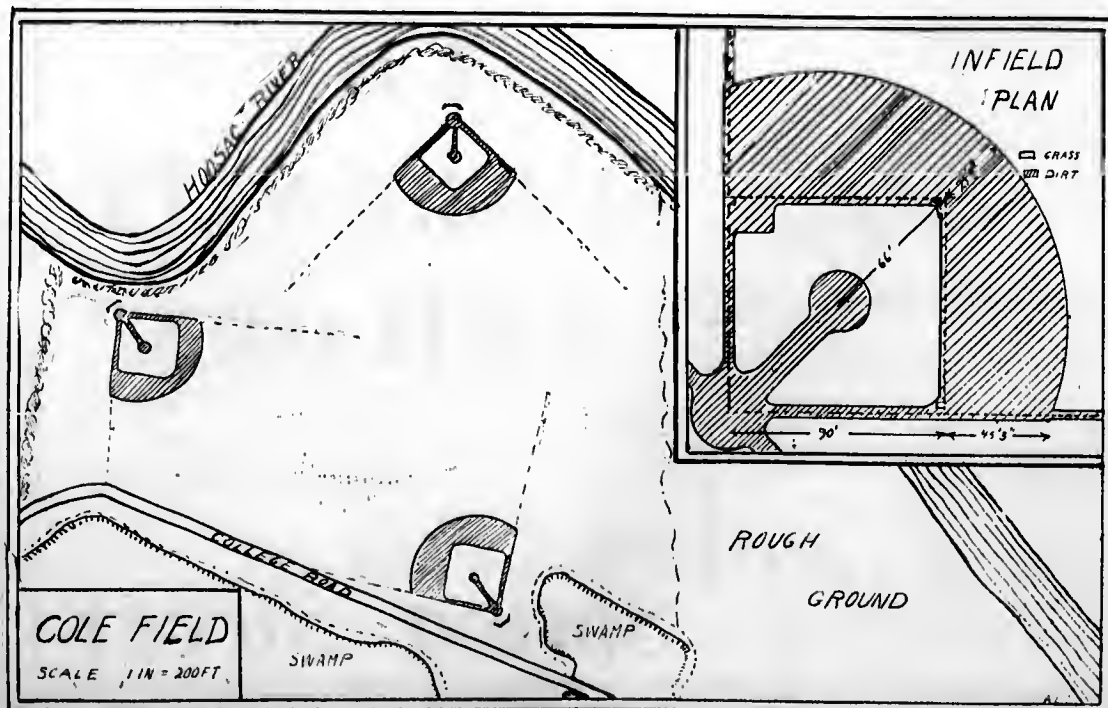 HOOSAC RIVER
INFIELD
PLAN
GRASS
DIRT
66'
90'
45'3"
COLLEGE ROAD
ROUGH
GROUND
SWAMP
SWAMP
COLE FIELD
SCALE 1 IN = 200 FT.